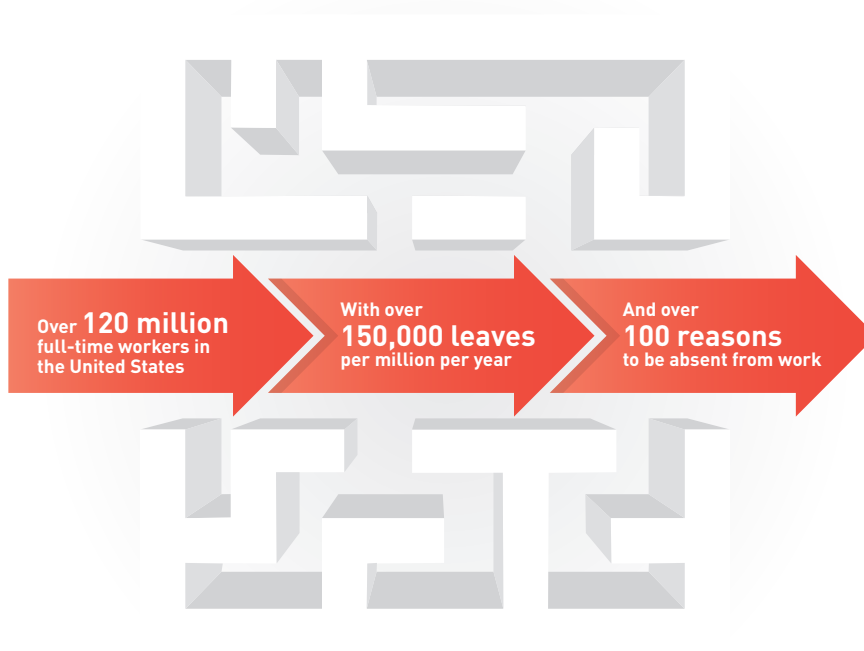 Over 120 million
full-time workers in
the United States
With over
150,000 leaves
per million per year
And over
100 reasons
to be absent from work